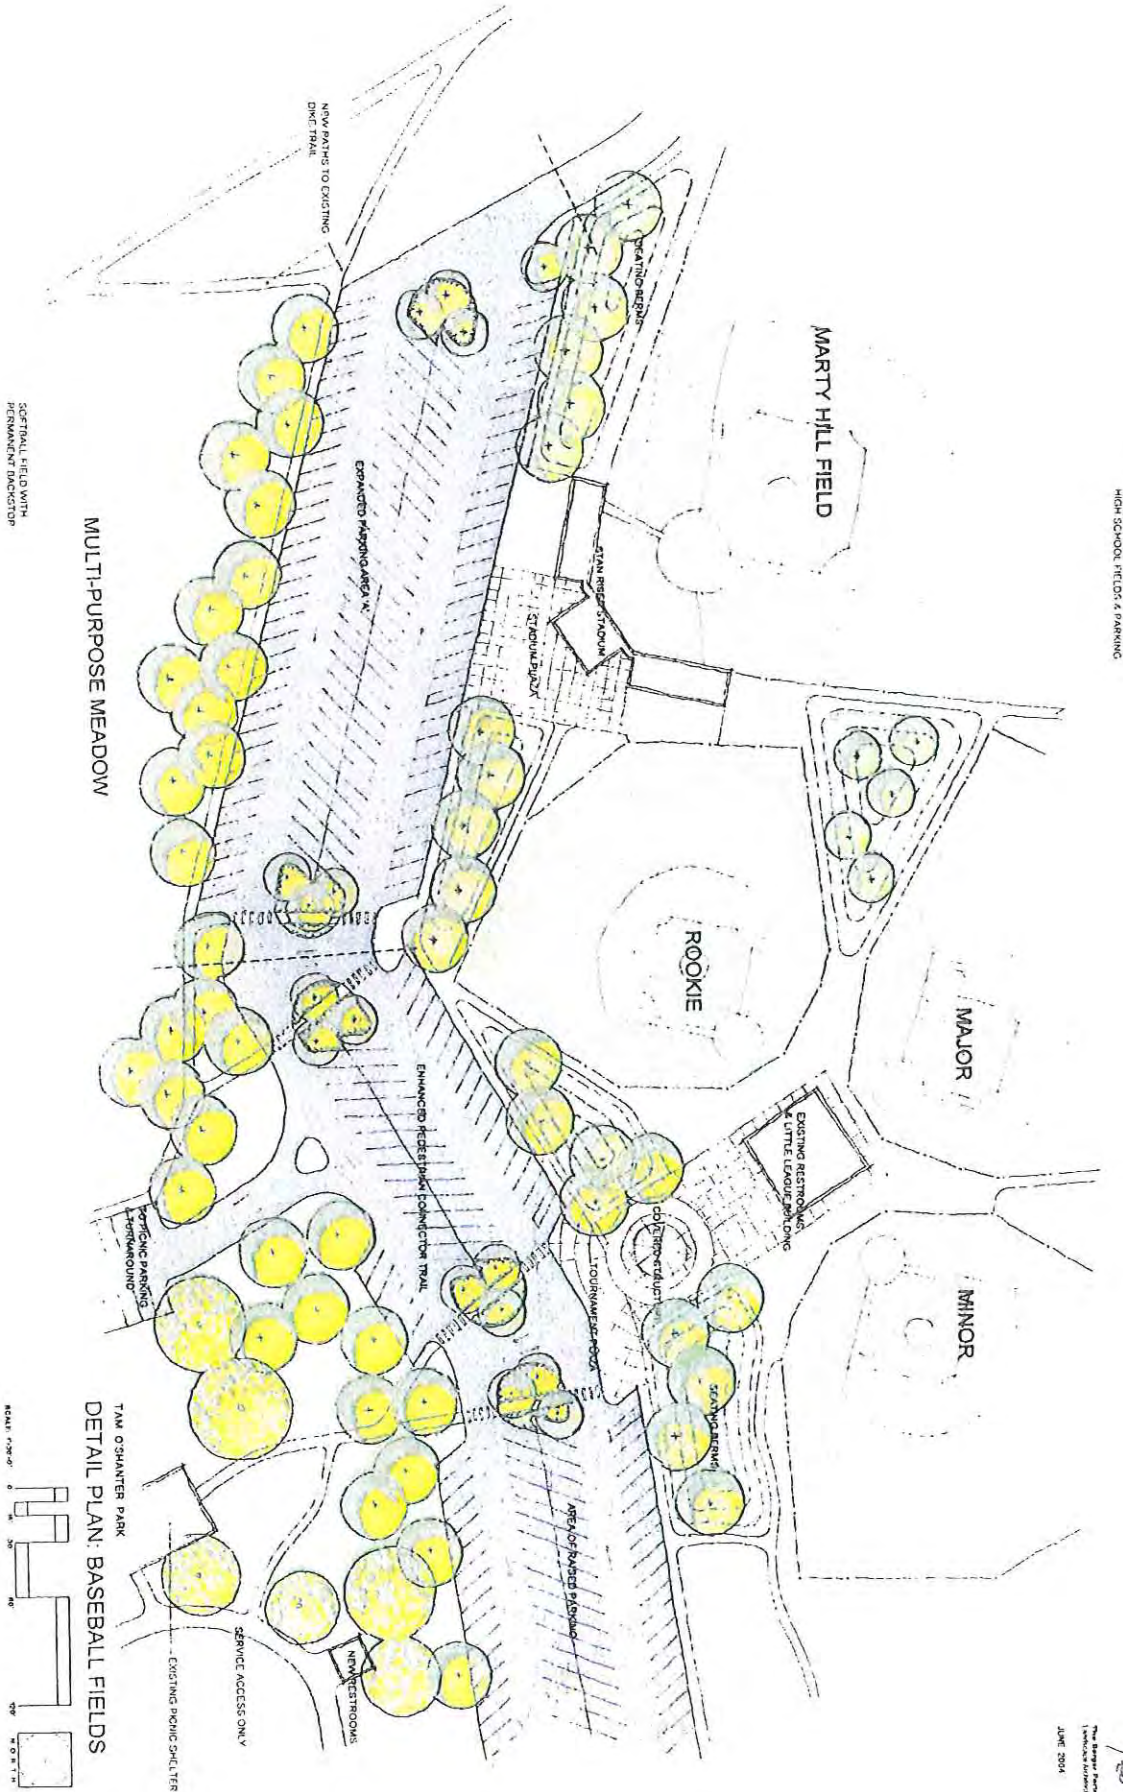 HIGH SCHOOL FIELDS & PARKING
JUNE 2004
NEW PATHS TO EXISTING
DIKE TRAIL
SEATING BERMS
MARTY HILL FIELD
SOFTBALL FIELD WITH
PERMANENT BACKSTOP
MULTI-PURPOSE MEADOW
EXPANDED PARKING AREA 'A'
STADIUM
STADIUM PLAZA
ROOKIE
MAJOR
EXISTING RESTROOMS
& LITTLE LEAGUE BUILDING
ENHANCED PEDESTRIAN CONNECTOR TRAIL
COVERED STRUCTURE
TOURNAMENT PLAZA
MINOR
SEATING BERMS
TO PICNIC PARKING
& TURNAROUND
AREA OF RAISED PARKING
NEW RESTROOMS
SERVICE ACCESS ONLY
EXISTING PICNIC SHELTER
TAM O'SHANTER PARK
DETAIL PLAN: BASEBALL FIELDS
NORTH